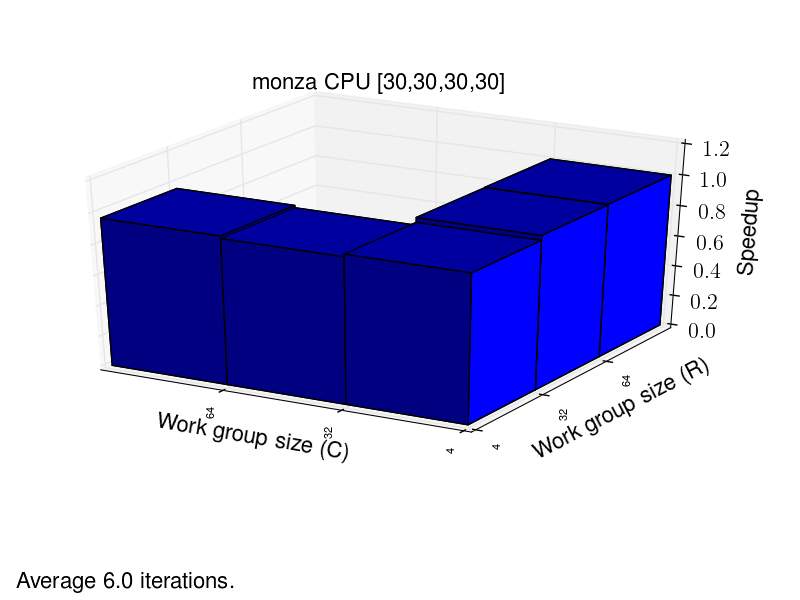 monza CPU [30,30,30,30]
1.2
1.0
0.8
0.6
0.4
0.2
0.0
Speedup
64
32
4
Work group size (C)
4
32
64
Work group size (R)
Average 6.0 iterations.